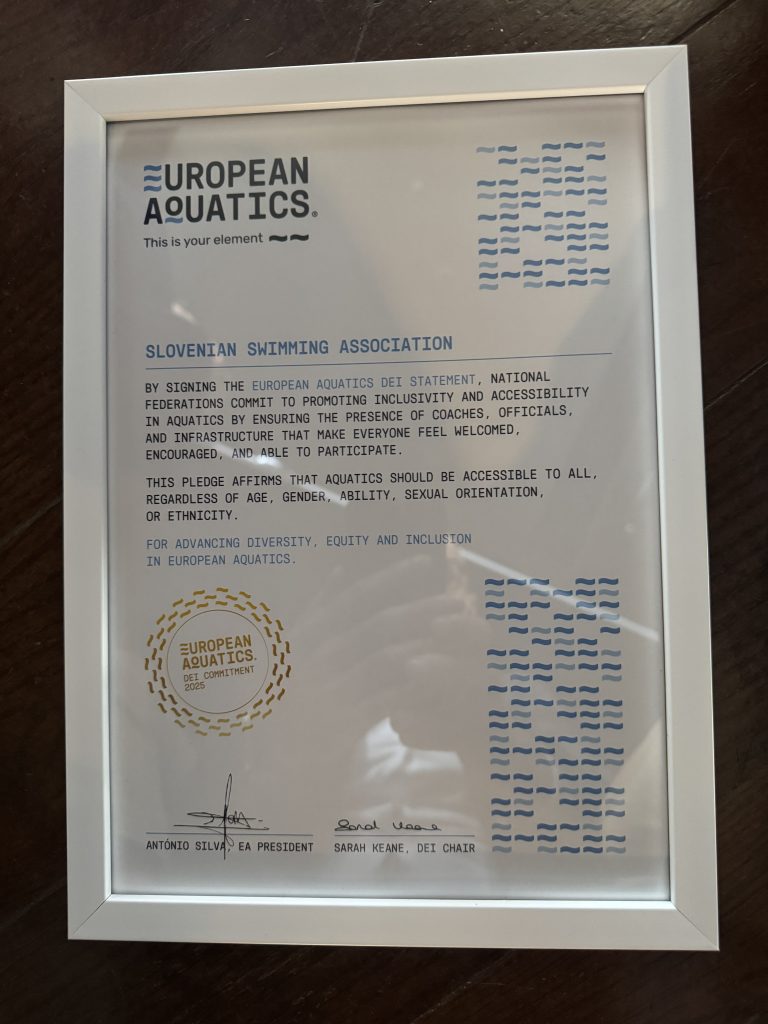 EUROPEAN
AQUATICS®
This is your element
SLOVENIAN SWIMMING ASSOCIATION
BY SIGNING THE EUROPEAN AQUATICS DEI STATEMENT, NATIONAL
FEDERATIONS COMMIT TO PROMOTING INCLUSIVITY AND ACCESSIBILITY
IN AQUATICS BY ENSURING THE PRESENCE OF COACHES, OFFICIALS,
AND INFRASTRUCTURE THAT MAKE EVERYONE FEEL WELCOMED,
ENCOURAGED, AND ABLE TO PARTICIPATE.
THIS PLEDGE AFFIRMS THAT AQUATICS SHOULD BE ACCESSIBLE TO ALL,
REGARDLESS OF AGE, GENDER, ABILITY, SEXUAL ORIENTATION,
OR ETHNICITY.
FOR ADVANCING DIVERSITY, EQUITY AND INCLUSION
IN EUROPEAN AQUATICS.
EUROPEAN
AQUATICS.
DEI COMMITMENT
2025
ANTÓNIO SILVA, EA PRESIDENT
SARAH KEANE, DEI CHAIR